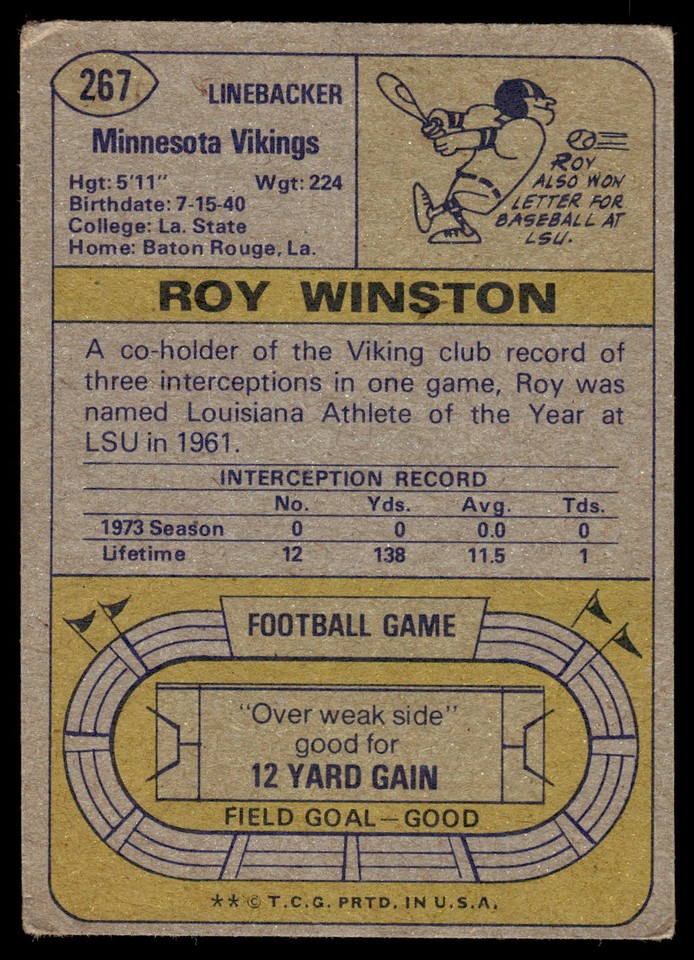 267
LINEBACKER
Minnesota Vikings
Hgt: 5'11" Wgt: 224
Birthdate: 7-15-40
College: La. State
Home: Baton Rouge, La.
ROY
ALSO WON
LETTER FOR
BASEBALL AT
LSU.
ROY WINSTON
A co-holder of the Viking club record of
three interceptions in one game, Roy was
named Louisiana Athlete of the Year at
LSU in 1961.
INTERCEPTION RECORD
No. Yds. Avg. Tds.
1973 Season 0 0 0.0 0
Lifetime 12 138 11.5 1
FOOTBALL GAME
"Over weak side"
good for
12 YARD GAIN
FIELD GOAL—GOOD
** © T.C.G. PRTD. IN U.S.A.